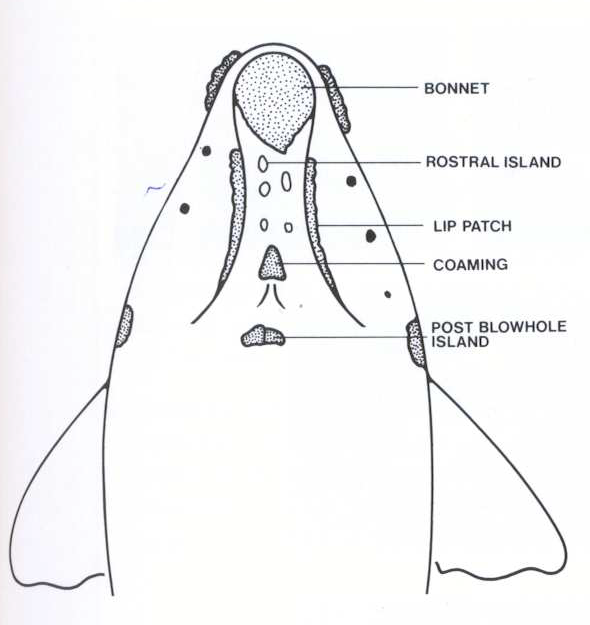 BONNET
ROSTRAL ISLAND
LIP PATCH
COAMING
POST BLOWHOLE
ISLAND